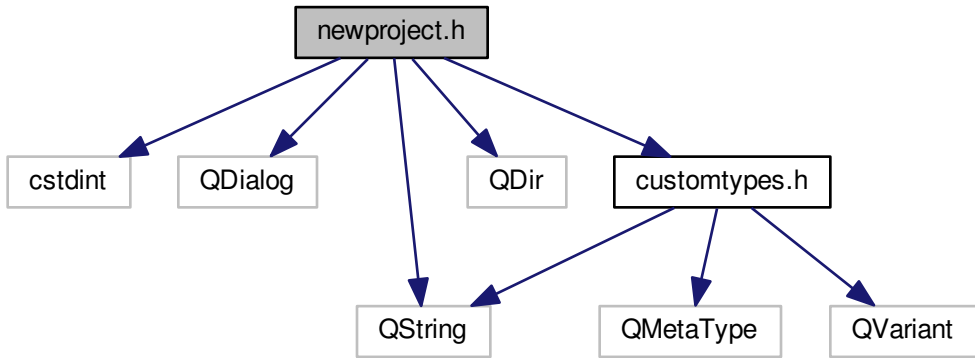 newproject.h
cstdint
QDialog
QDir
customtypes.h
QString
QMetaType
QVariant